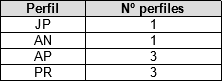 Perfil Nº perfiles
JP 1
AN 1
AP 3
PR 3